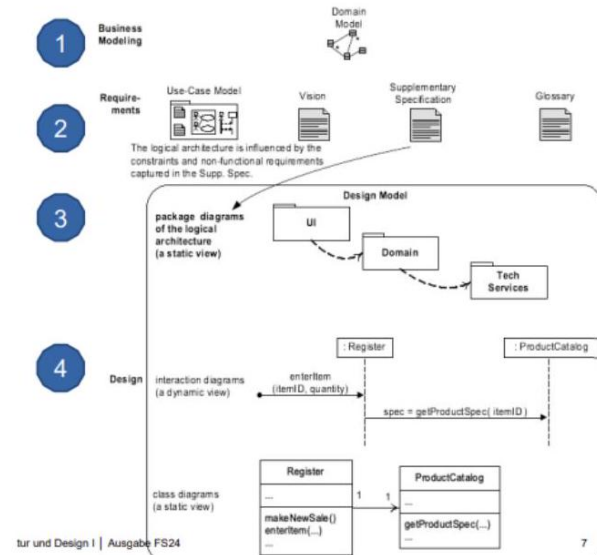 1
Business
Modeling
Domain
Model
2
Require-
ments
Use-Case Model
Vision
Supplementary
Specification
Glossary
The logical architecture is influenced by the
constraints and non-functional requirements
captured in the Supp. Spec.
3
Design Model
package diagrams
of the logical
architecture
(a static view)
UI
Domain
Tech
Services
4
Design
interaction diagrams
(a dynamic view)
: Register
: ProductCatalog
enterItem
(itemID, quantity)
spec = getProductSpec( itemID )
class diagrams
(a static view)
Register
...
makeNewSale()
enterItem(...)
...
1
1
ProductCatalog
...
getProductSpec(...)
...
tur und Design I | Ausgabe FS24
7